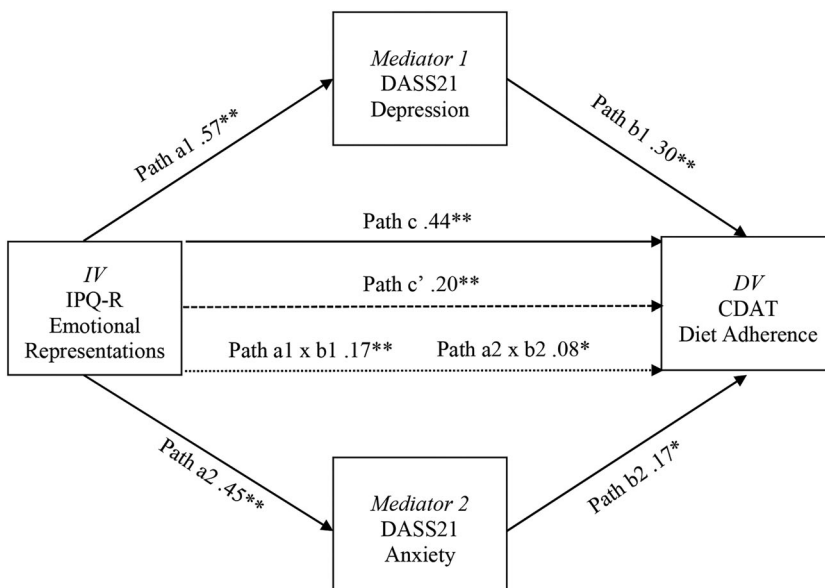 Mediator 1
DASS21
Depression
Path a1 .57**
Path b1 .30**
Path c .44**
IV
IPQ-R
Emotional
Representations
Path c’ .20**
DV
CDAT
Diet Adherence
Path a1 x b1 .17**
Path a2 x b2 .08*
Path a2 .45**
Path b2 .17*
Mediator 2
DASS21
Anxiety